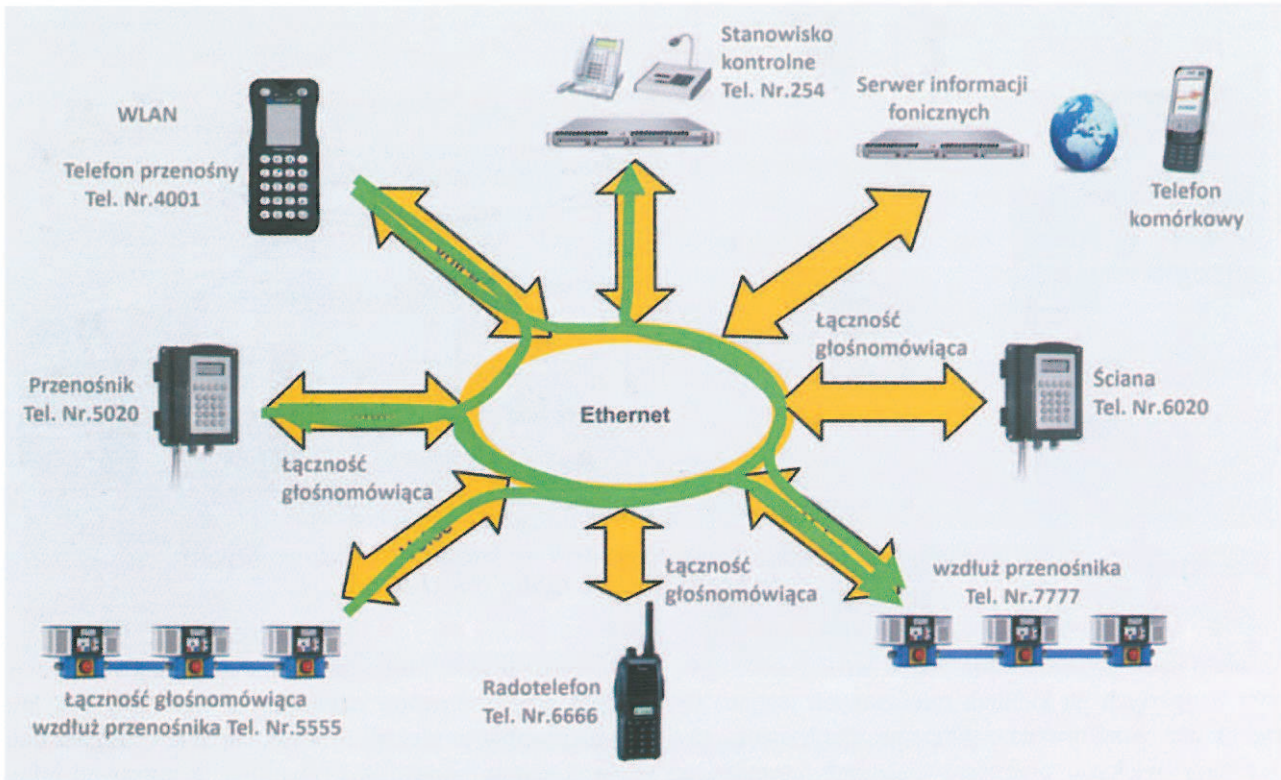 Stanowisko
kontrolne
Tel. Nr.254
Serwer informacji
fonicznych
WLAN
Telefon przenośny
Tel. Nr.4001
Telefon
komórkowy
Łączność
głośnomówiąca
Przenośnik
Tel. Nr.5020
Ethernet
Ściana
Tel. Nr.6020
Łączność
głośnomówiąca
Łączność
głośnomówiąca
wzdłuż przenośnika
Tel. Nr.7777
Radotelefon
Tel. Nr.6666
Łączność głośnomówiąca
wzdłuż przenośnika Tel. Nr.5555